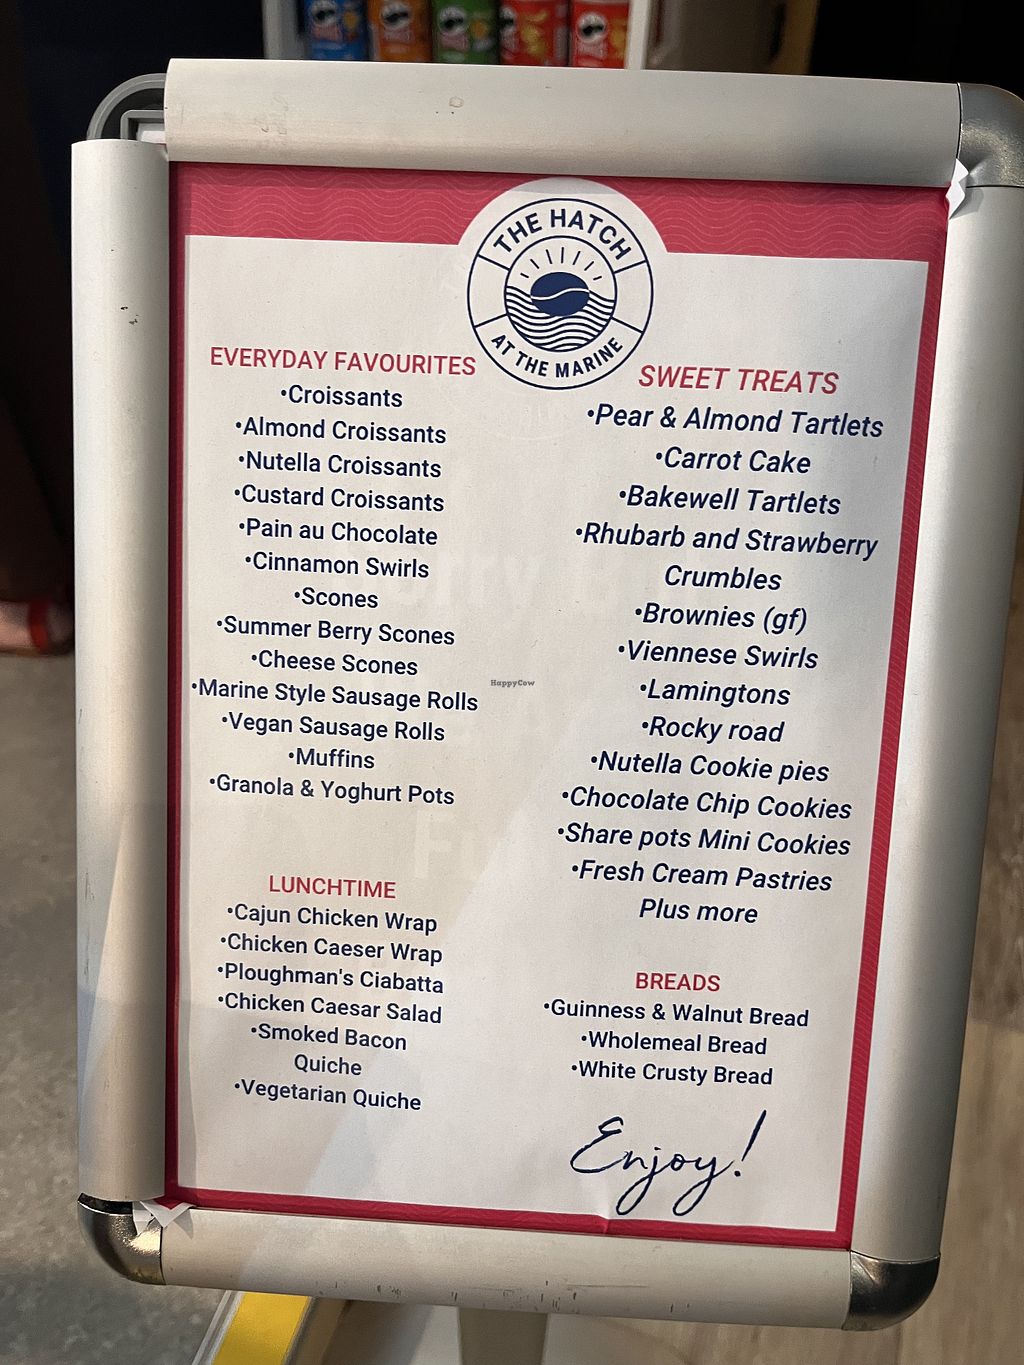 THE HATCH
AT THE MARINE
EVERYDAY FAVOURITES
•Croissants
•Almond Croissants
•Nutella Croissants
•Custard Croissants
•Pain au Chocolate
•Cinnamon Swirls
•Scones
•Summer Berry Scones
•Cheese Scones
•Marine Style Sausage Rolls
•Vegan Sausage Rolls
•Muffins
•Granola & Yoghurt Pots
LUNCHTIME
•Cajun Chicken Wrap
•Chicken Caeser Wrap
•Ploughman's Ciabatta
•Chicken Caesar Salad
•Smoked Bacon
Quiche
•Vegetarian Quiche
SWEET TREATS
•Pear & Almond Tartlets
•Carrot Cake
•Bakewell Tartlets
•Rhubarb and Strawberry
Crumbles
•Brownies (gf)
•Viennese Swirls
•Lamingtons
•Rocky road
•Nutella Cookie pies
•Chocolate Chip Cookies
•Share pots Mini Cookies
•Fresh Cream Pastries
Plus more
BREADS
•Guinness & Walnut Bread
•Wholemeal Bread
•White Crusty Bread
Enjoy!
HappyCow